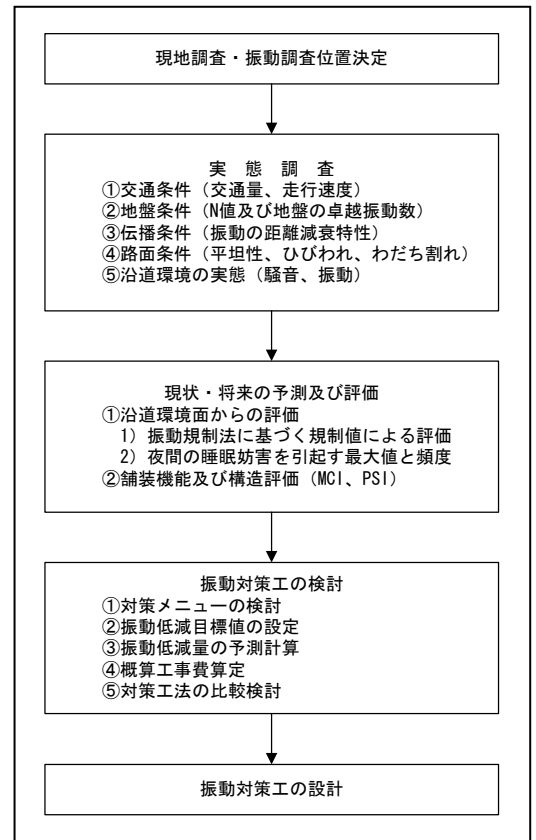 現地調査・振動調査位置決定
実 態 調 査
①交通条件（交通量、走行速度）
②地盤条件（N値及び地盤の卓越振動数）
③伝播条件（振動の距離減衰特性）
④路面条件（平坦性、ひびわれ、わだち割れ）
⑤沿道環境の実態（騒音、振動）
現状・将来の予測及び評価
①沿道環境面からの評価
1）振動規制法に基づく規制値による評価
2）夜間の睡眠妨害を引起す最大値と頻度
②舗装機能及び構造評価（MCI、PSI）
振動対策工の検討
①対策メニューの検討
②振動低減目標値の設定
③振動低減量の予測計算
④概算工事費算定
⑤対策工法の比較検討
振動対策工の設計